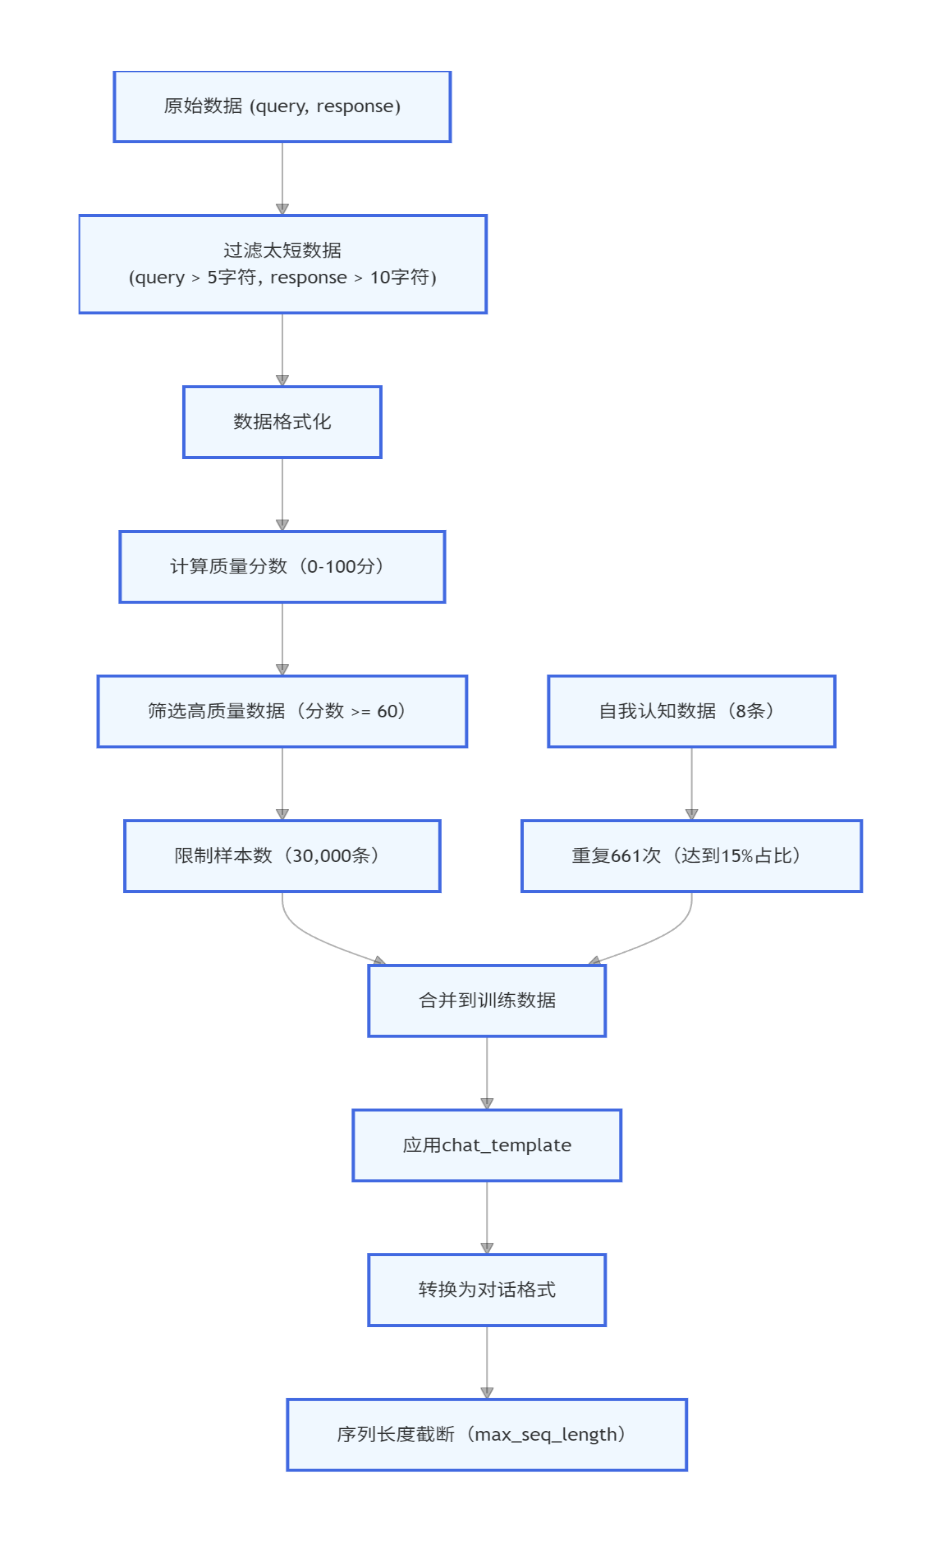 原始数据 (query, response)
过滤太短数据
(query > 5字符, response > 10字符)
数据格式化
计算质量分数（0-100分）
筛选高质量数据（分数 >= 60）
自我认知数据（8条）
限制样本数（30,000条）
重复661次（达到15%占比）
合并到训练数据
应用chat_template
转换为对话格式
序列长度截断（max_seq_length）